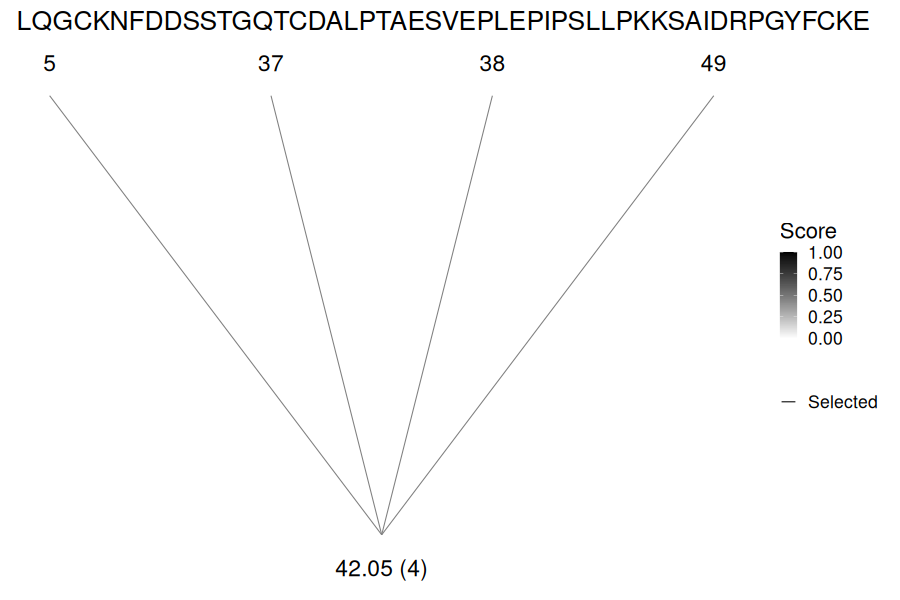 LQGCKNFDDSSTGQTCDALPTAESVEPLEPIPSLLPKKSAIDRPGYFCKE
5 37 38 49
Score
1.00
0.75
0.50
0.25
0.00
Selected
42.05 (4)